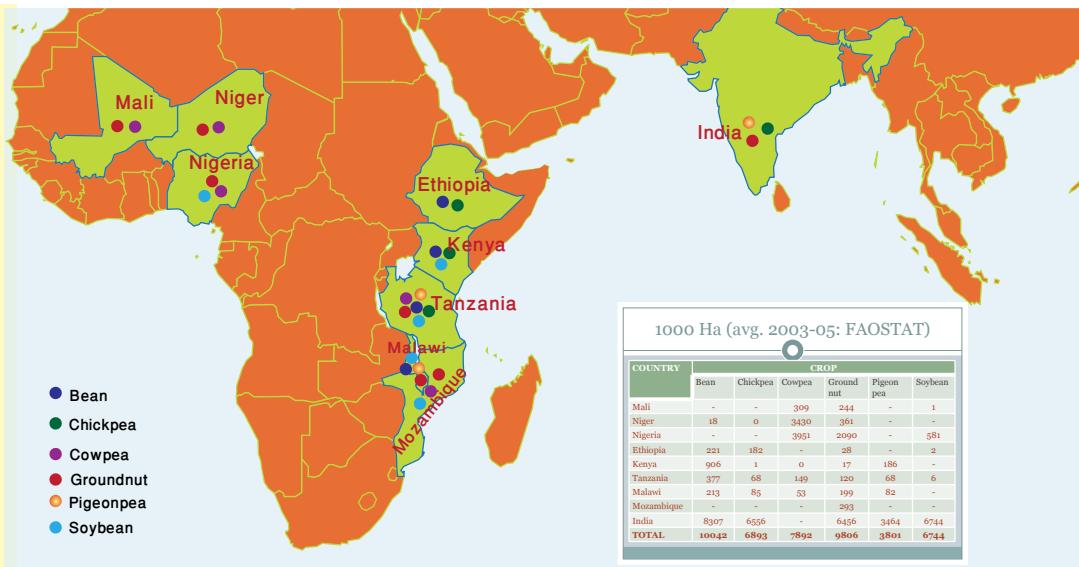 Mali
Niger
Nigeria
India
Ethiopia
Kenya
Tanzania
Malawi
Mozambique
Bean
Chickpea
Cowpea
Groundnut
Pigeonpea
Soybean
1000 Ha (avg. 2003-05: FAOSTAT)
COUNTRY CROP
Bean Chickpea Cowpea Ground nut Pigeon pea Soybean
Mali - - 309 244 - 1
Niger 18 0 3430 361 - -
Nigeria - - 3951 2090 - 581
Ethiopia 221 182 - 28 - 2
Kenya 906 1 0 17 186 -
Tanzania 377 68 149 120 68 6
Malawi 213 85 53 199 82 -
Mozambique - - - 293 - -
India 8307 6556 - 6456 3464 6744
TOTAL 10042 6893 7892 9806 3801 6744